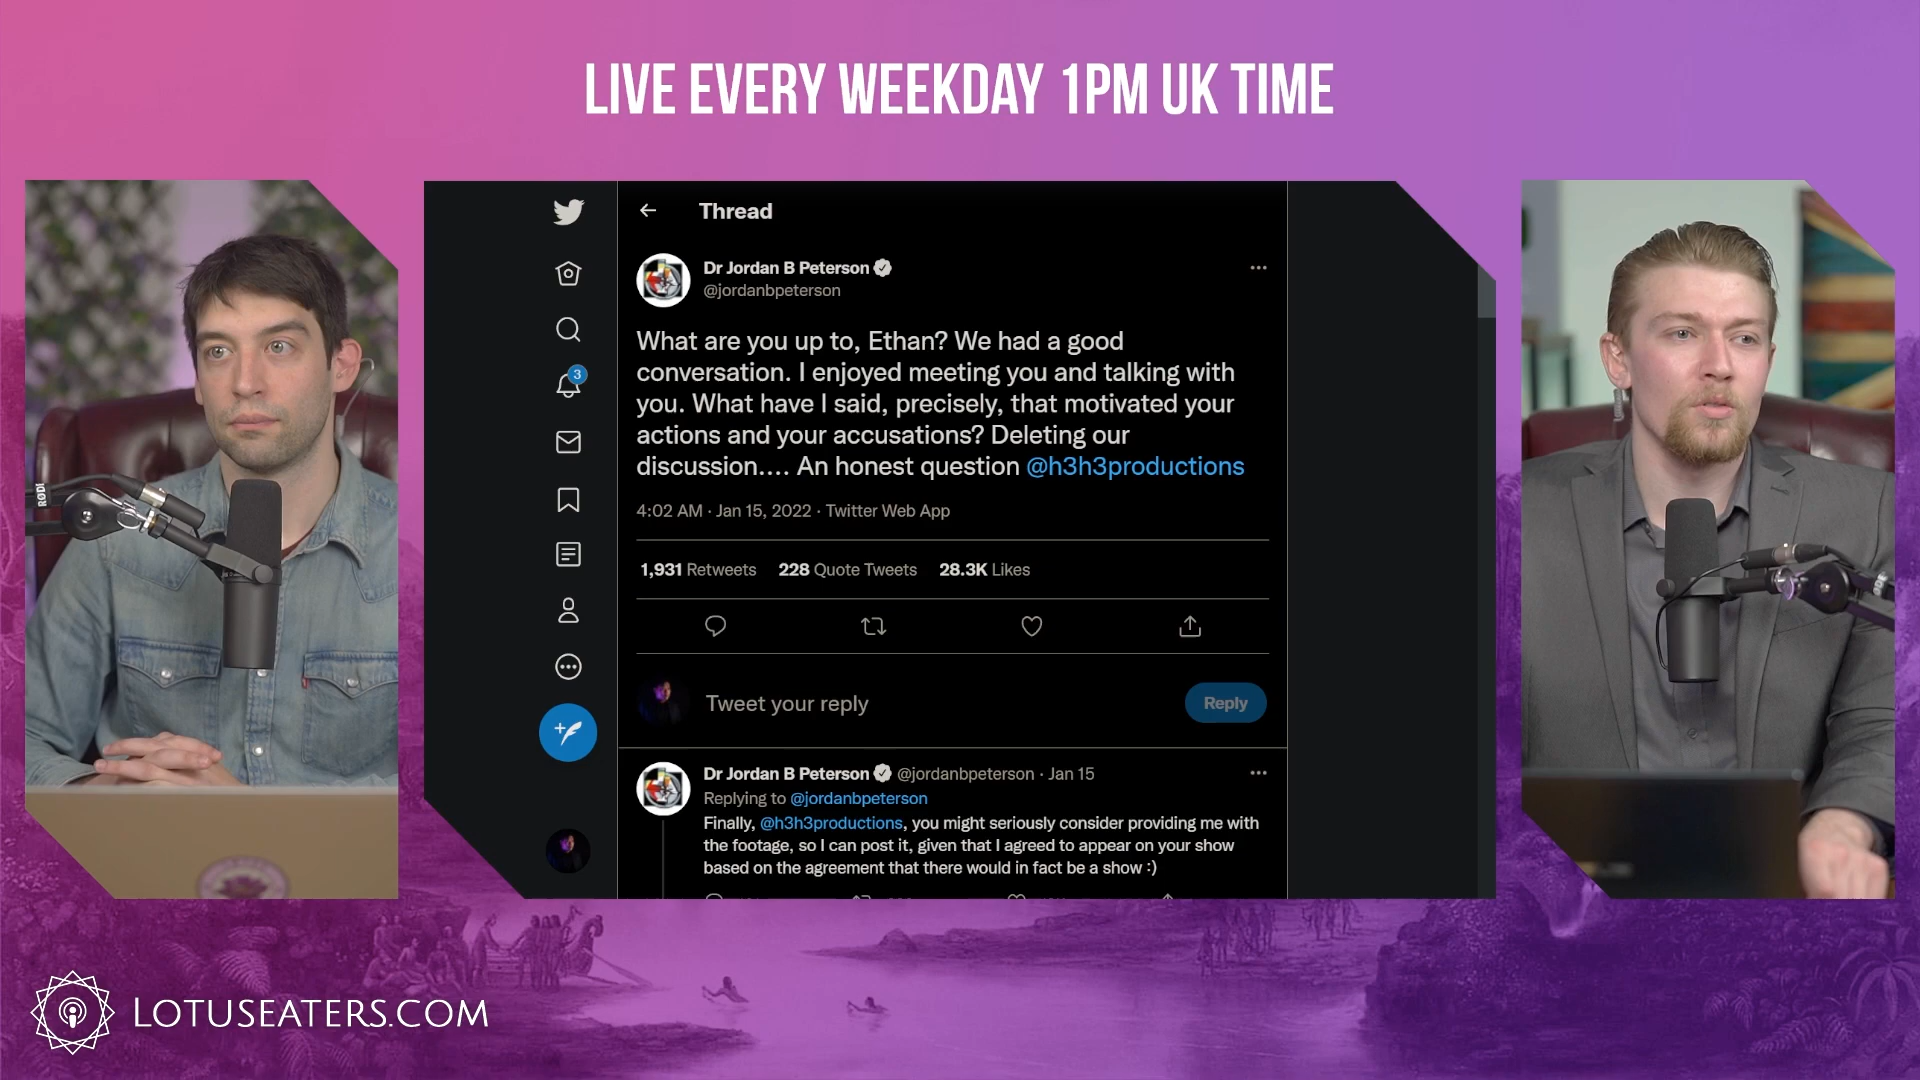 LIVE EVERY WEEKDAY 1PM UK TIME
Thread
Dr Jordan B Peterson
@jordanbpeterson
What are you up to, Ethan? We had a good
conversation. I enjoyed meeting you and talking with
you. What have I said, precisely, that motivated your
actions and your accusations? Deleting our
discussion.... An honest question @h3h3productions
4:02 AM · Jan 15, 2022 · Twitter Web App
1,931 Retweets 228 Quote Tweets 28.3K Likes
3
Tweet your reply
Reply
Dr Jordan B Peterson @jordanbpeterson · Jan 15
Replying to @jordanbpeterson
Finally, @h3h3productions, you might seriously consider providing me with
the footage, so I can post it, given that I agreed to appear on your show
based on the agreement that there would in fact be a show :)
RØDE
LOTUSEATERS.COM